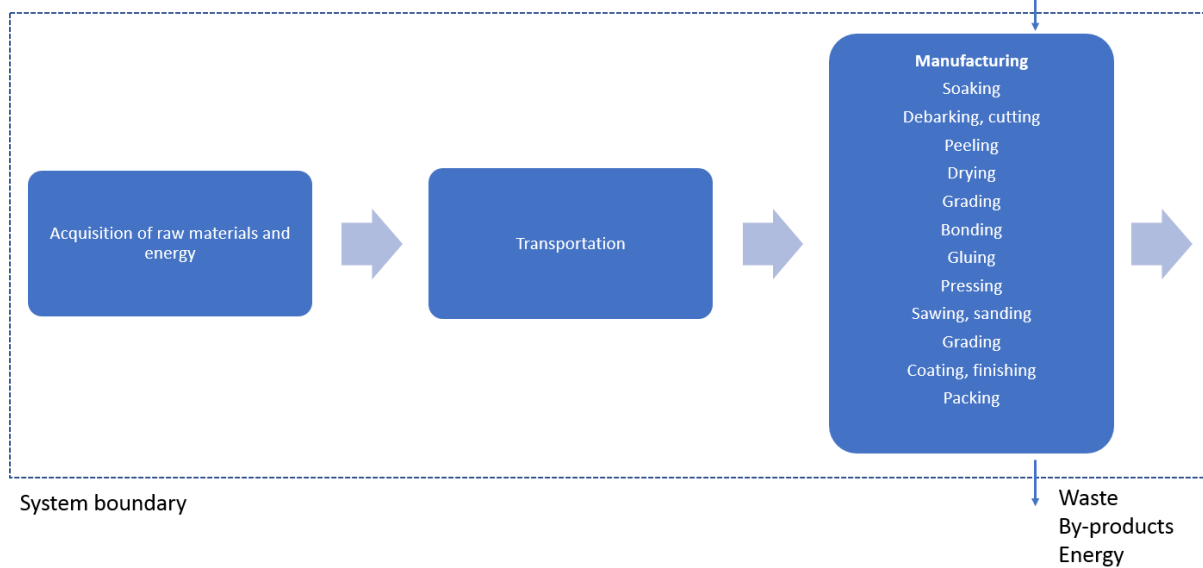 Acquisition of raw materials and
energy
Transportation
Manufacturing
Soaking
Debarking, cutting
Peeling
Drying
Grading
Bonding
Gluing
Pressing
Sawing, sanding
Grading
Coating, finishing
Packing
System boundary
Waste
By-products
Energy